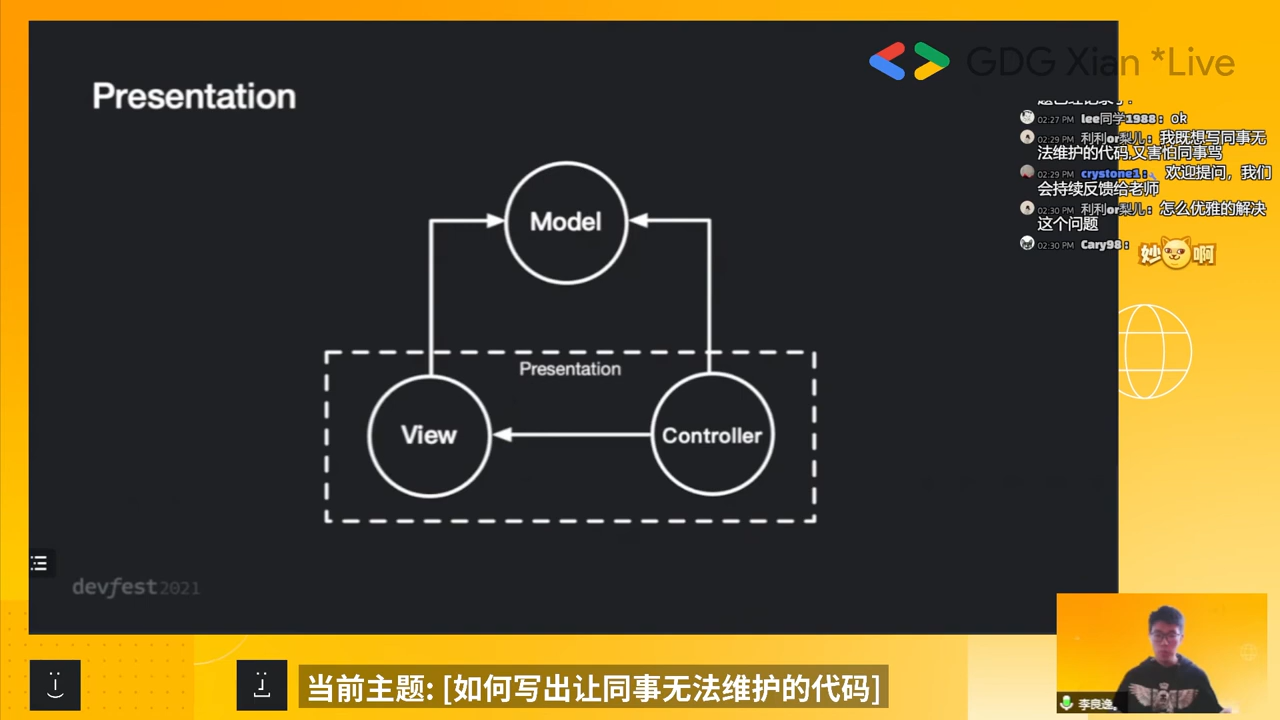 GDG Xian *Live
Presentation
Model
Presentation
View
Controller
devfest2021
02:27 PM lee同学1988: ok
02:29 PM 利利or梨儿: 我既想写同事无
法维护的代码,又害怕同事骂
02:29 PM crystone1: 欢迎提问，我们
会持续反馈给老师
02:30 PM 利利or梨儿: 怎么优雅的解决
这个问题
02:30 PM Cary98: 妙啊
当前主题: [如何写出让同事无法维护的代码]
李良逸